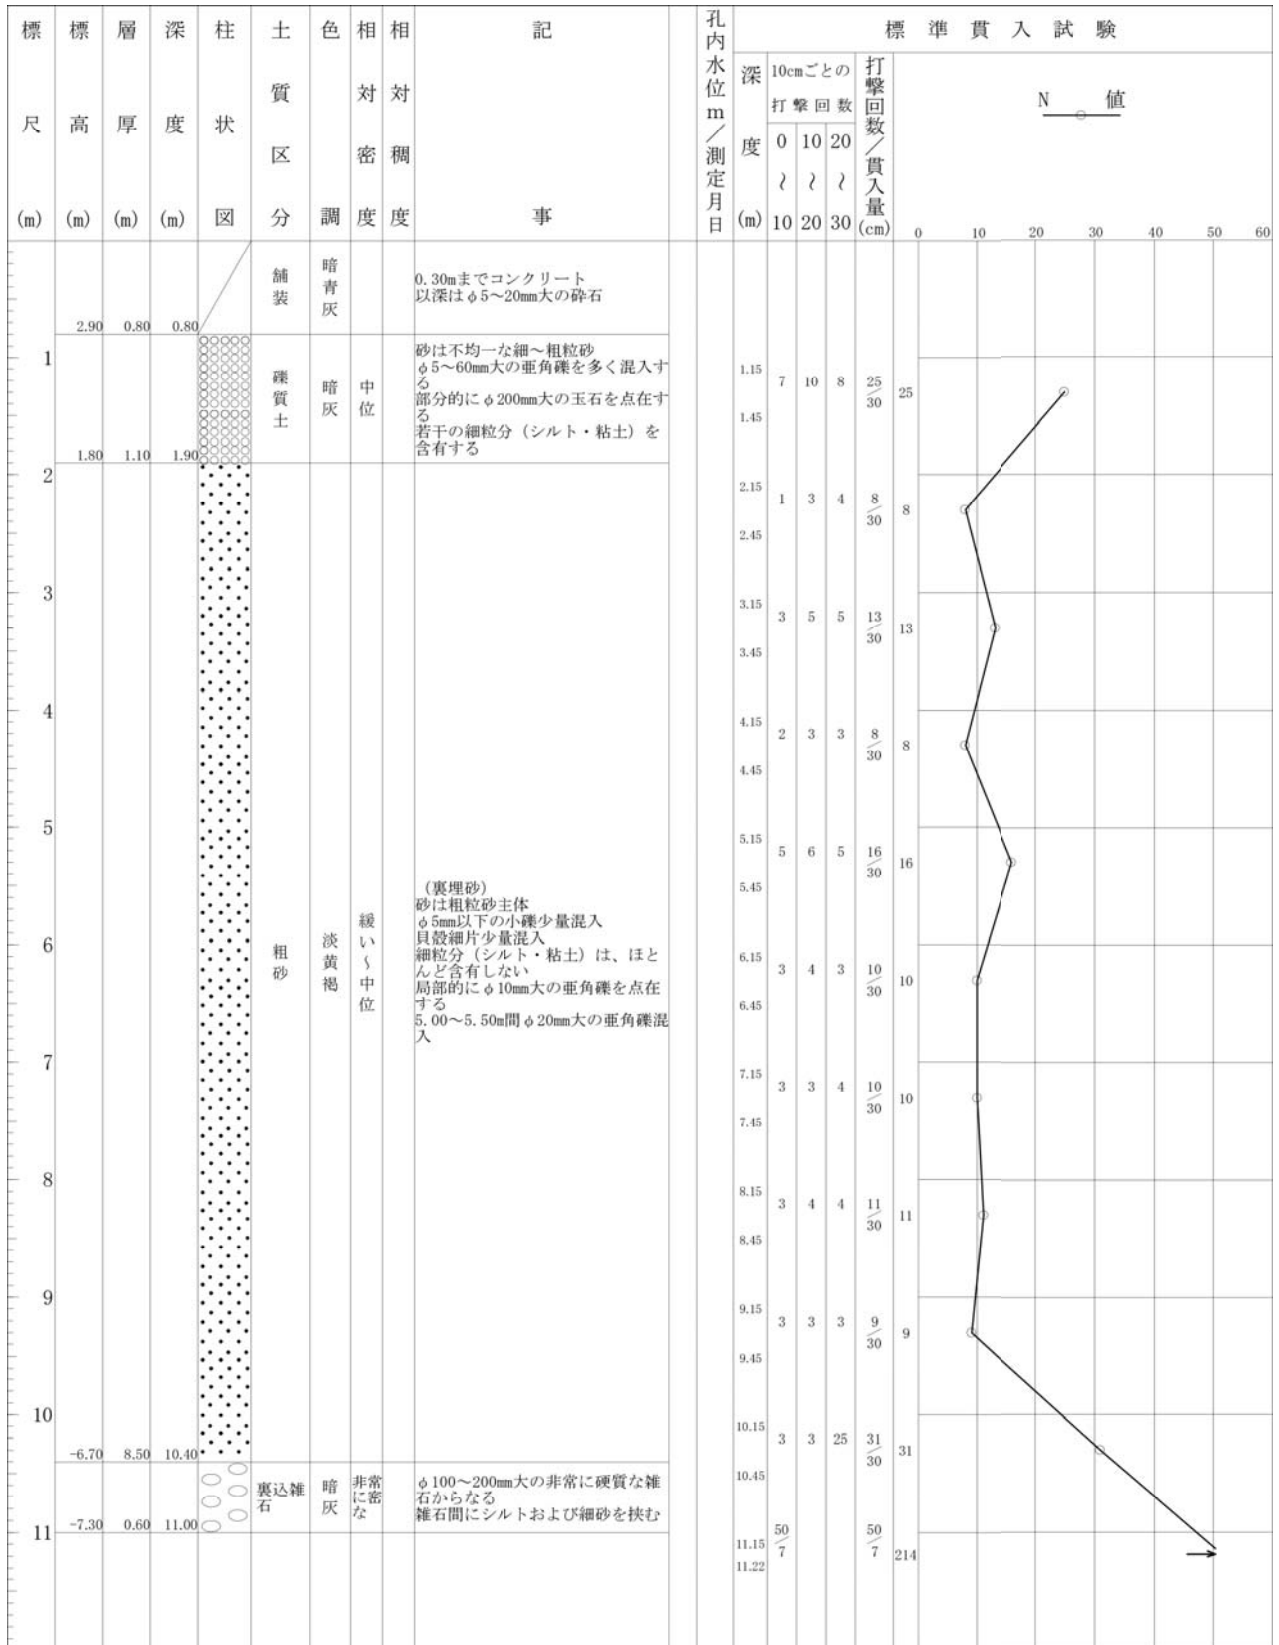 標尺(m) 標高(m) 層厚(m) 深度(m) 柱状図 土質区分 色調 相対密度 相対稠度 記事 孔内水位m/測定月日 標準貫入試験
深度(m) 10cmごとの打撃回数 打撃回数/貫入量(cm) N 値
0〜10 10〜20 20〜30
0 10 20 30 40 50 60
舗装
暗青灰
0.30mまでコンクリート
以深はφ5〜20mm大の砕石
2.90 0.80 0.80
1
礫質土
暗灰
中位
砂は不均一な細〜粗粒砂
φ5〜60mm大の亜角礫を多く混入す
る
部分的にφ200mm大の玉石を点在す
る
若干の細粒分(シルト・粘土)を
含有する
1.80 1.10 1.90
1.15
7 10 8 25/30 25
1.45
2
2.15
1 3 4 8/30 8
2.45
3
3.15
3 5 5 13/30 13
3.45
4
4.15
2 3 3 8/30 8
4.45
5
5.15
5 6 5 16/30 16
5.45
粗砂
淡黄褐
緩い〜中位
(裏埋砂)
砂は粗粒砂主体
φ5mm以下の小礫少量混入
貝殻細片少量混入
細粒分(シルト・粘土)は、ほと
んど含有しない
局部的にφ10mm大の亜角礫を点在
する
5.00〜5.50m間φ20mm大の亜角礫混
入
6
6.15
3 4 3 10/30 10
6.45
7
7.15
3 3 4 10/30 10
7.45
8
8.15
3 4 4 11/30 11
8.45
9
9.15
3 3 3 9/30 9
9.45
10
10.15
3 3 25 31/30 31
10.45
-6.70 8.50 10.40
裏込雑
石
暗灰
非常
に密
な
φ100〜200mm大の非常に硬質な雑
石からなる
雑石間にシルトおよび細砂を挟む
-7.30 0.60 11.00
11
11.15
50/7 50/7 214
11.22